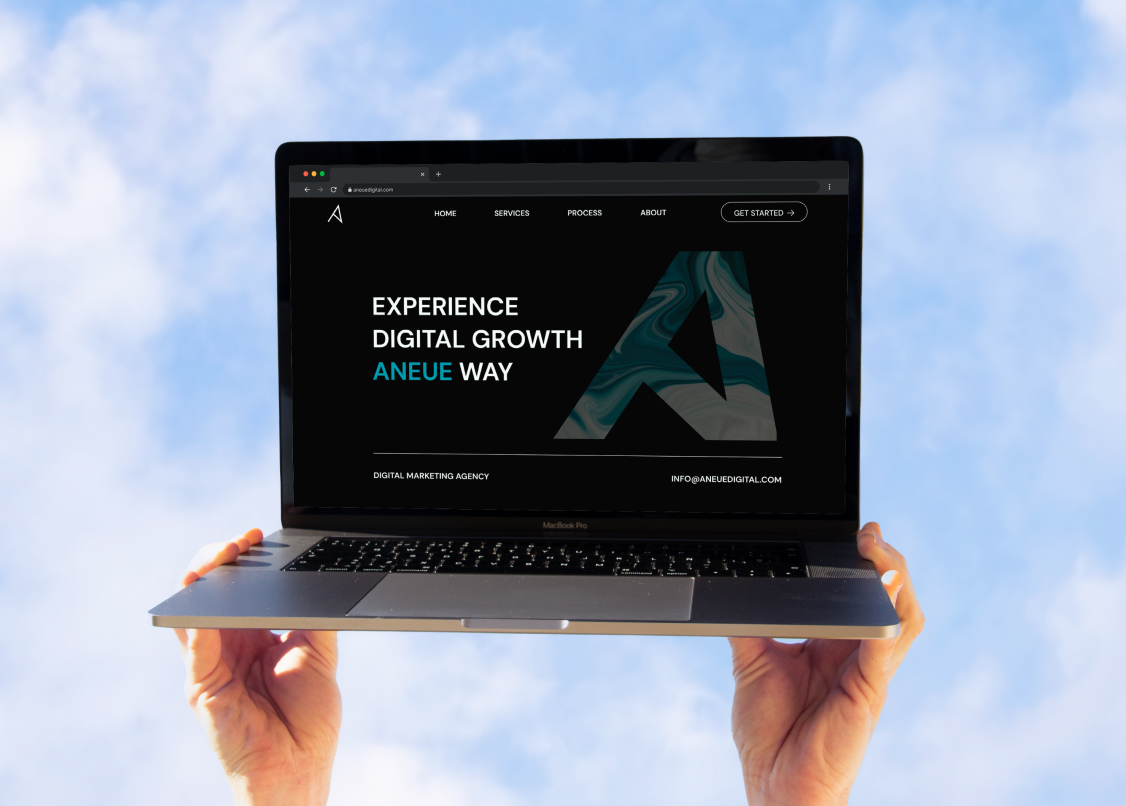 aneuedigital.com
HOME SERVICES PROCESS ABOUT GET STARTED →
EXPERIENCE
DIGITAL GROWTH
ANEUE WAY
DIGITAL MARKETING AGENCY INFO@ANEUEDIGITAL.COM
MacBook Pro